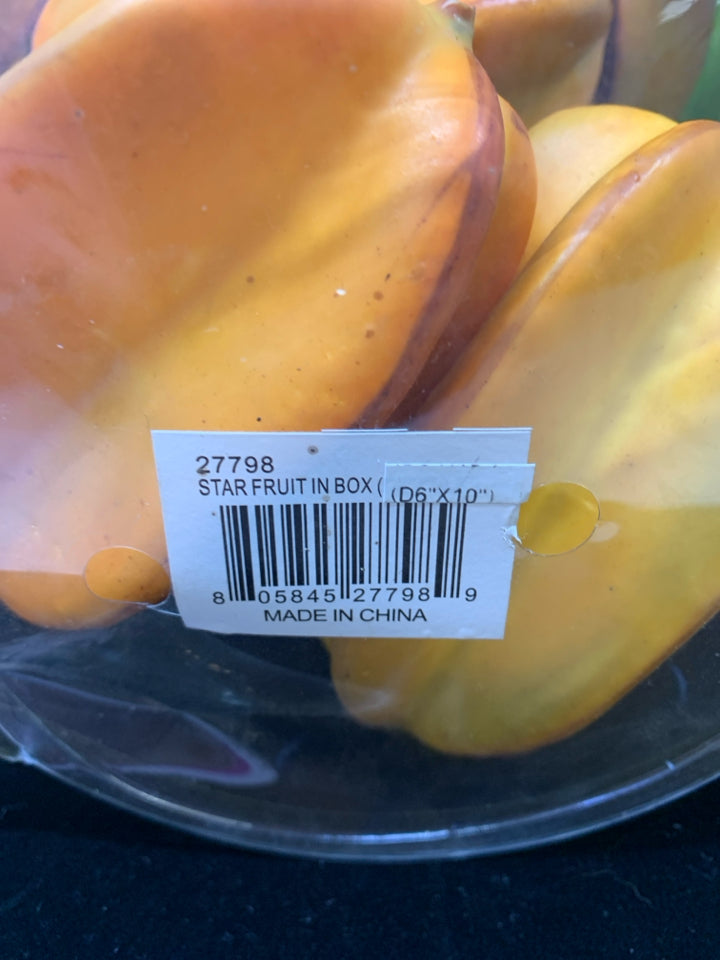 27798
STAR FRUIT IN BOX ( (D6"X10")
8 05845 27798 9
MADE IN CHINA